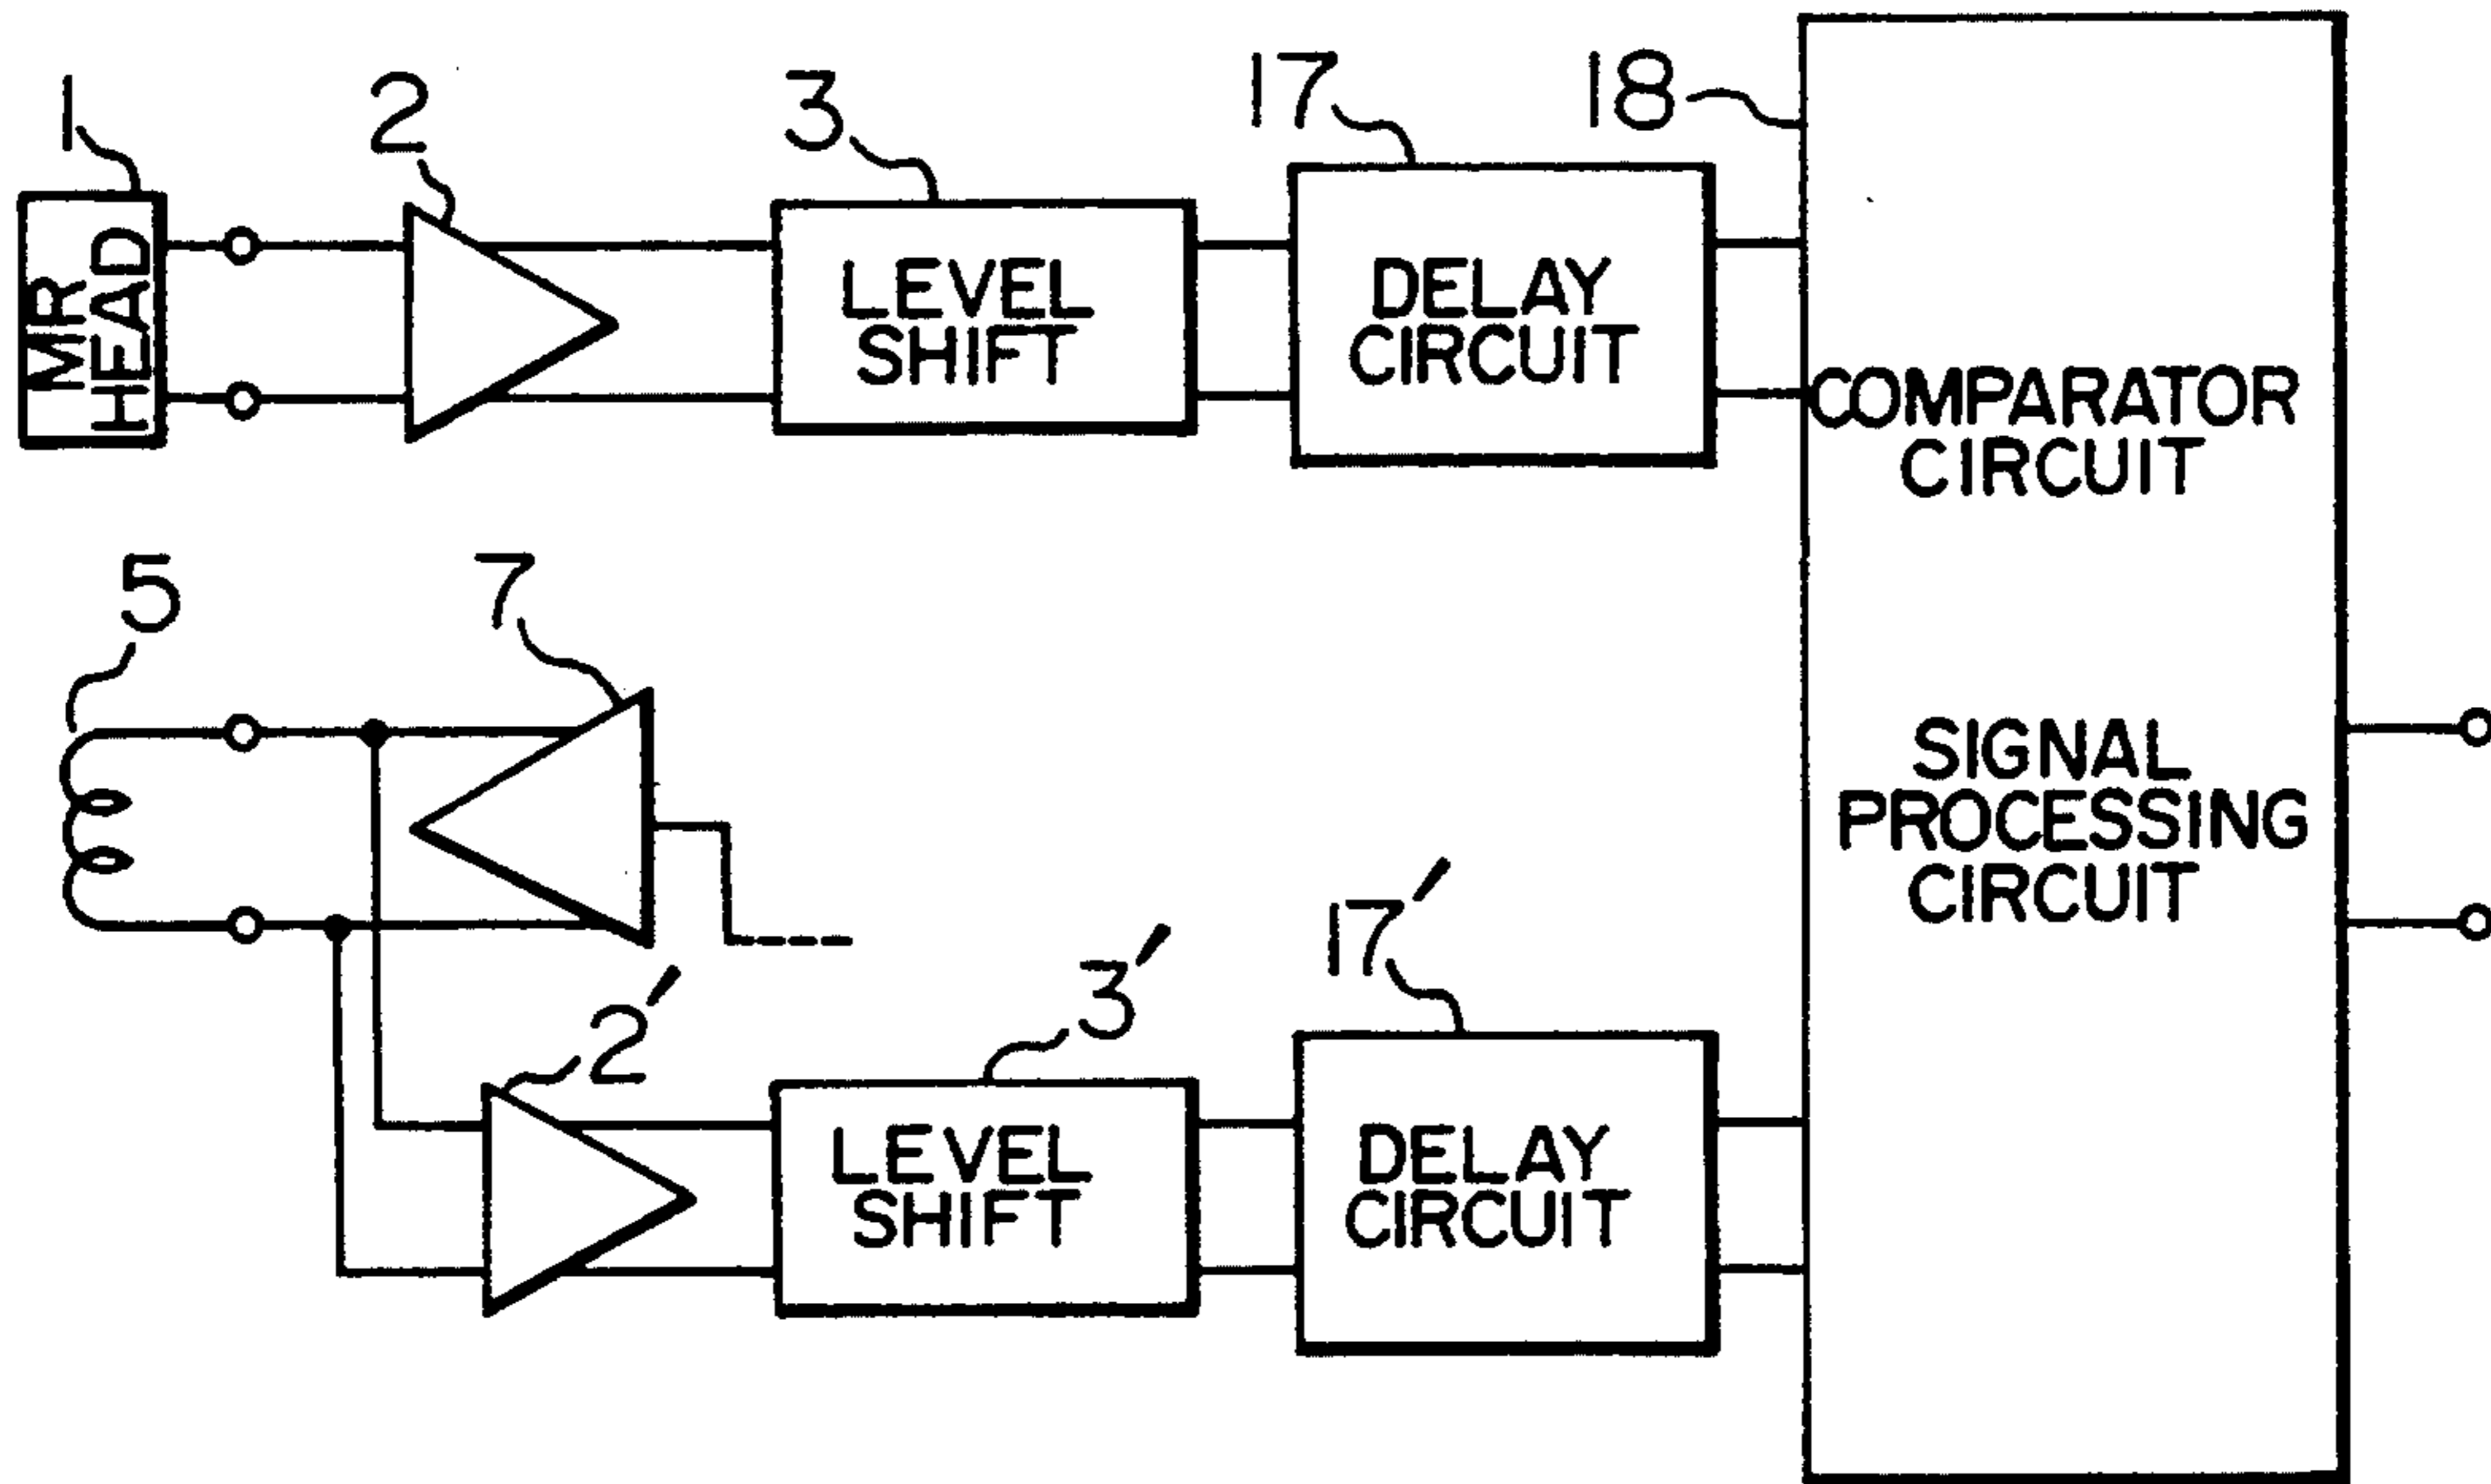 1
2
3
17
18
MR
HEAD
LEVEL
SHIFT
DELAY
CIRCUIT
COMPARATOR
CIRCUIT
5
7
SIGNAL
PROCESSING
CIRCUIT
2'
3'
17'
LEVEL
SHIFT
DELAY
CIRCUIT